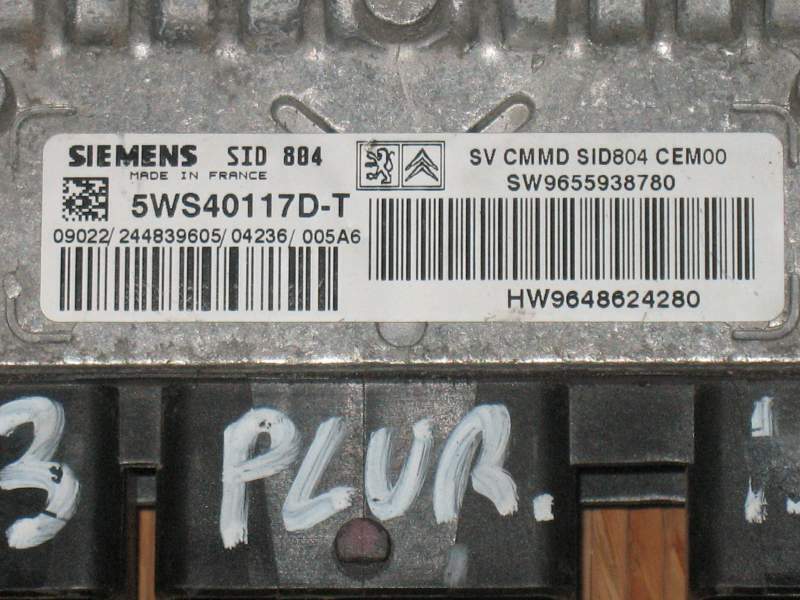 SIEMENS SID 804
MADE IN FRANCE
5WS40117D-T
09022/244839605/04236/005A6
SV CMMD SID804 CEM00
SW9655938780
HW9648624280
3 PLUR.